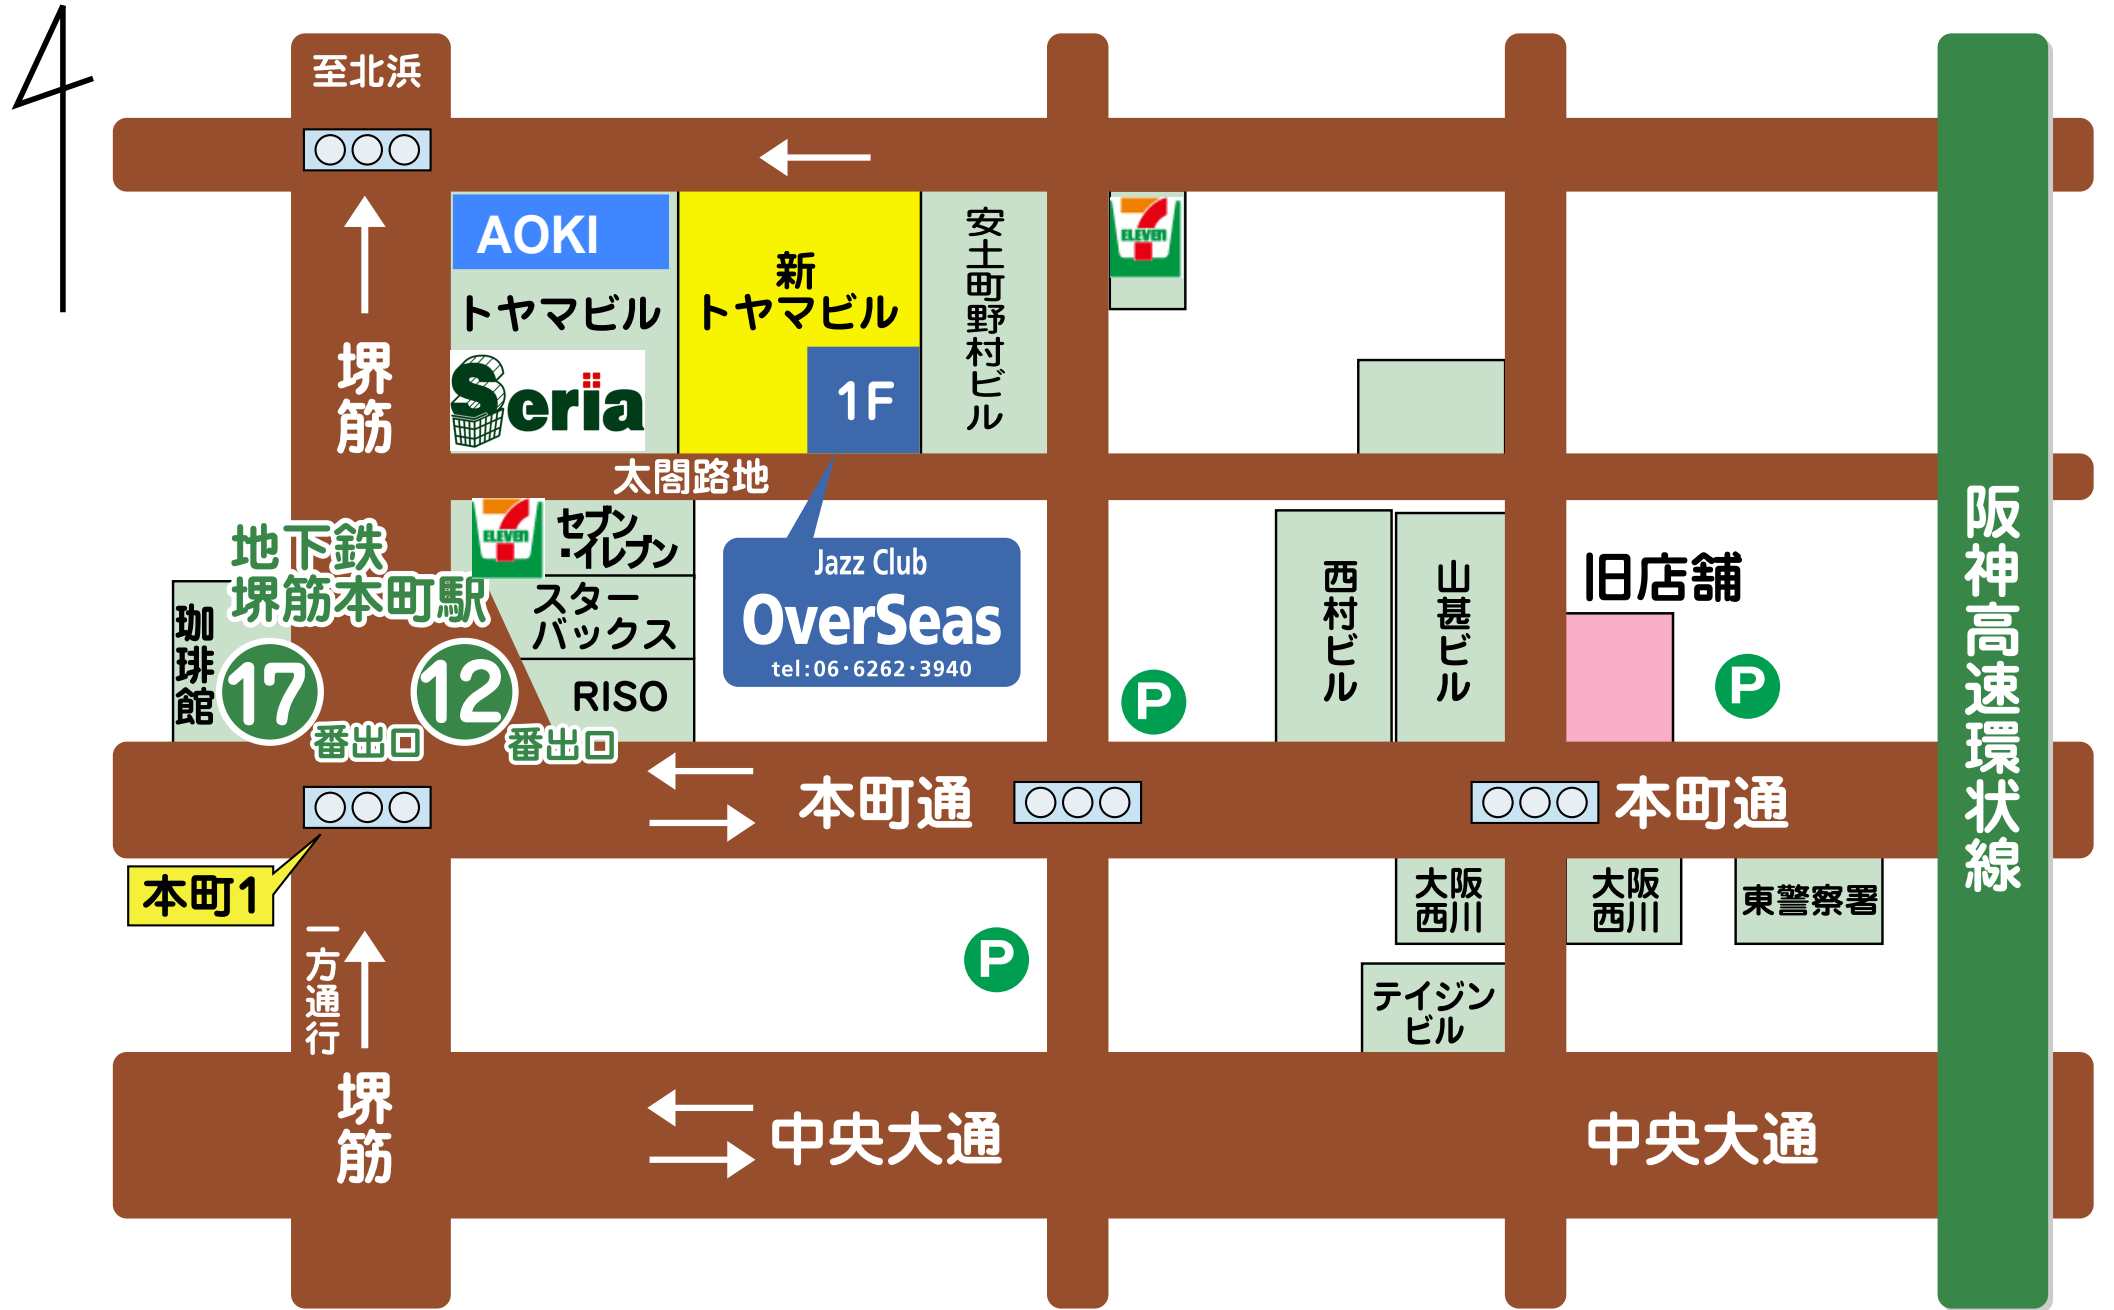 至北浜
AOKI
トヤマビル
Seria
新
トヤマビル
1F
安土町野村ビル
7
ELEVEN
堺筋
太閤路地
7
ELEVEN
セブン
・イレブン
スター
バックス
RISO
地下鉄
堺筋本町駅
珈琲館
17
番出口
12
番出口
Jazz Club
OverSeas
tel:06・6262・3940
P
西村ビル
山甚ビル
旧店舗
P
阪神高速環状線
本町通
本町通
本町1
一方通行
P
大阪
西川
大阪
西川
東警察署
テイジン
ビル
堺筋
中央大通
中央大通